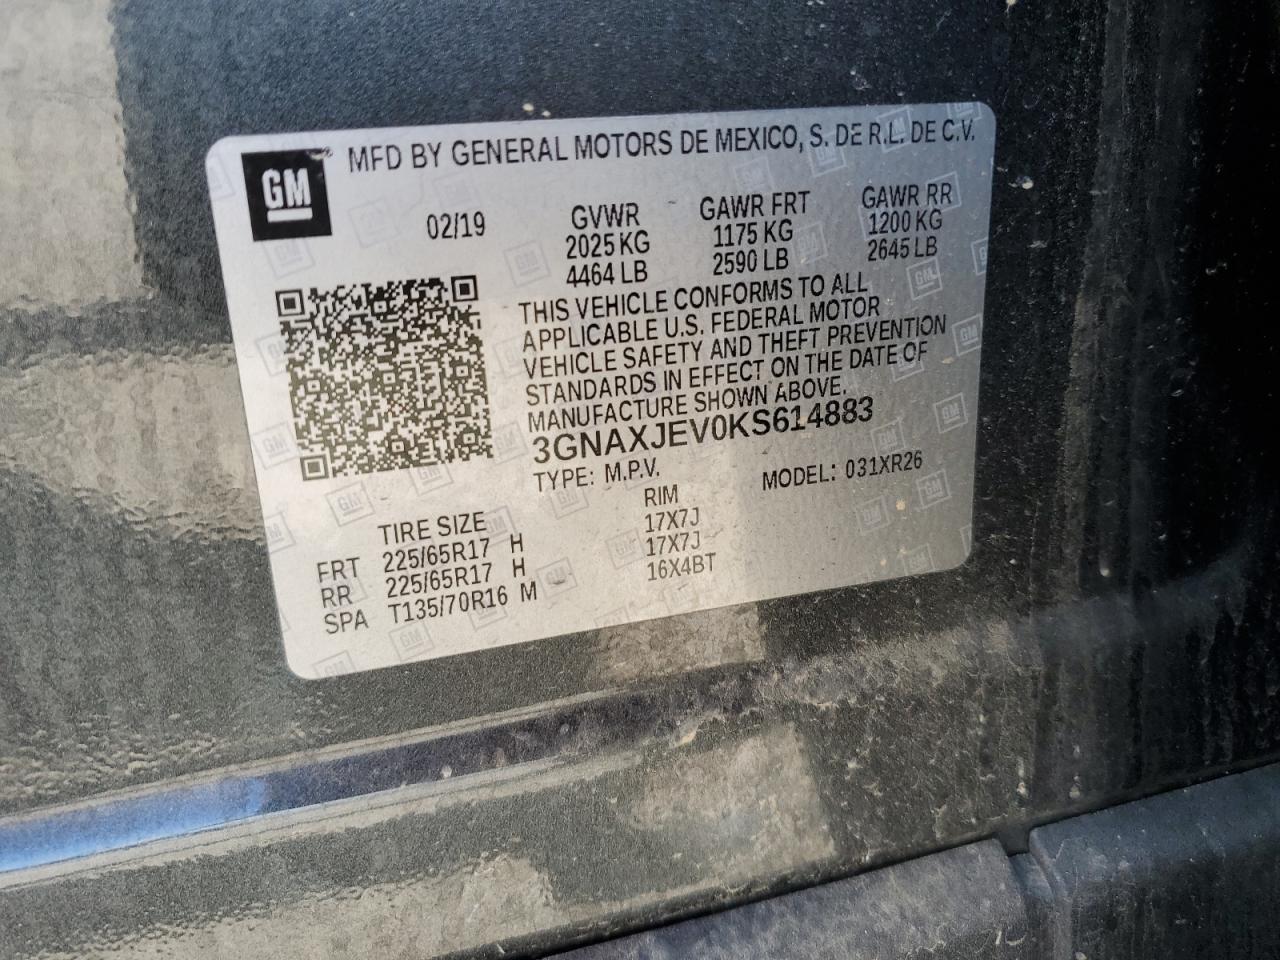 GM MFD BY GENERAL MOTORS DE MEXICO, S. DE R.L. DE C.V.
02/19 GVWR GAWR FRT GAWR RR
2025 KG 1175 KG 1200 KG
4464 LB 2590 LB 2645 LB
THIS VEHICLE CONFORMS TO ALL
APPLICABLE U.S. FEDERAL MOTOR
VEHICLE SAFETY AND THEFT PREVENTION
STANDARDS IN EFFECT ON THE DATE OF
MANUFACTURE SHOWN ABOVE.
3GNAXJEV0KS614883
TYPE: M.P.V. MODEL: 031XR26
TIRE SIZE RIM
FRT 225/65R17 H 17X7J
RR 225/65R17 H 17X7J
SPA T135/70R16 M 16X4BT